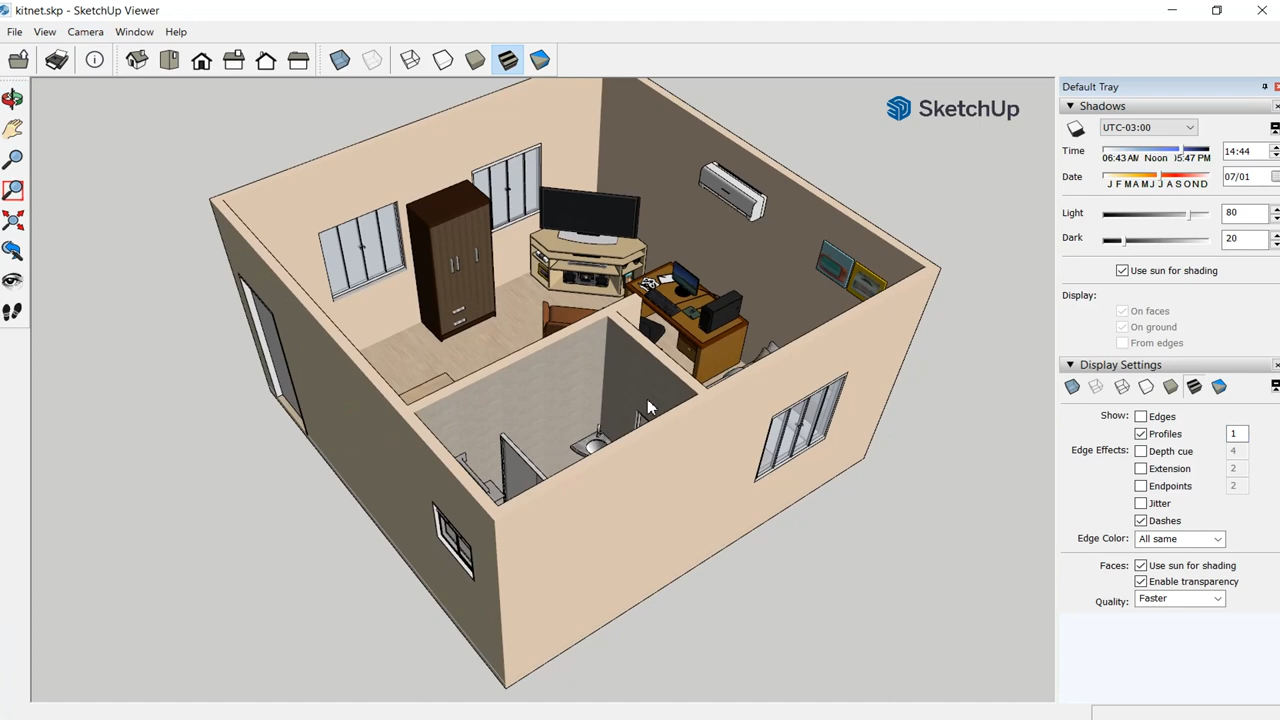 kitnet.skp - SketchUp Viewer
File View Camera Window Help
SketchUp
Default Tray
Shadows
UTC-03:00
Time
06:43 AM Noon 05:47 PM
14:44
Date
J F M A M J J A S O N D
07/01
Light
80
Dark
20
Use sun for shading
Display:
On faces
On ground
From edges
Display Settings
Show:
Edges
Profiles
1
Edge Effects:
Depth cue
4
Extension
2
Endpoints
2
Jitter
Dashes
Edge Color:
All same
Faces:
Use sun for shading
Enable transparency
Quality:
Faster